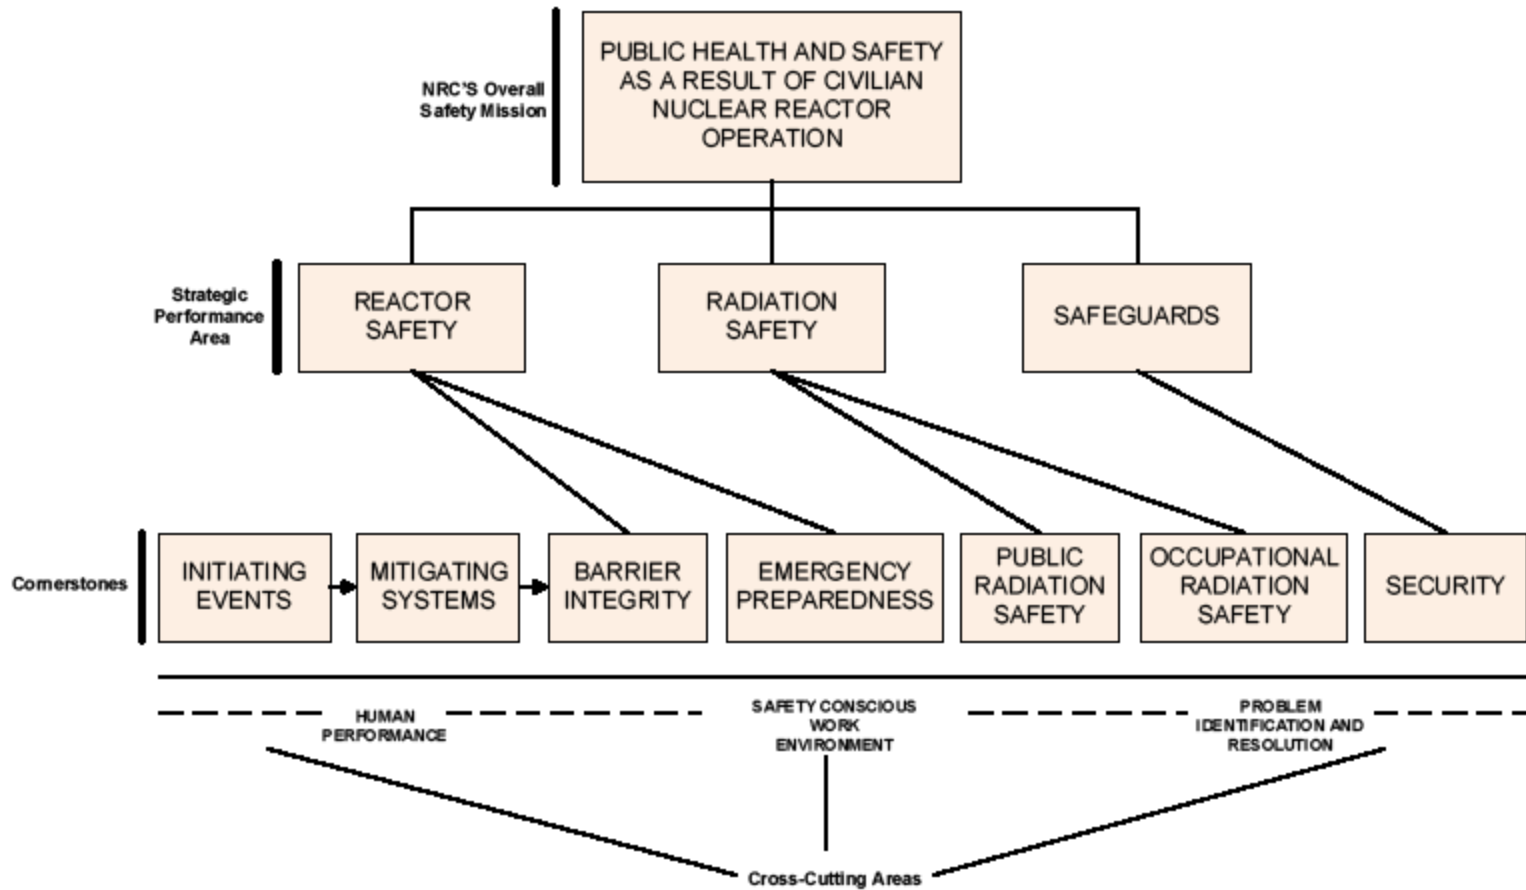 NRC'S Overall
Safety Mission
PUBLIC HEALTH AND SAFETY
AS A RESULT OF CIVILIAN
NUCLEAR REACTOR
OPERATION
Strategic
Performance
Area
REACTOR
SAFETY
RADIATION
SAFETY
SAFEGUARDS
Cornerstones
INITIATING
EVENTS
MITIGATING
SYSTEMS
BARRIER
INTEGRITY
EMERGENCY
PREPAREDNESS
PUBLIC
RADIATION
SAFETY
OCCUPATIONAL
RADIATION
SAFETY
SECURITY
HUMAN
PERFORMANCE
SAFETY CONSCIOUS
WORK
ENVIRONMENT
PROBLEM
IDENTIFICATION AND
RESOLUTION
Cross-Cutting Areas